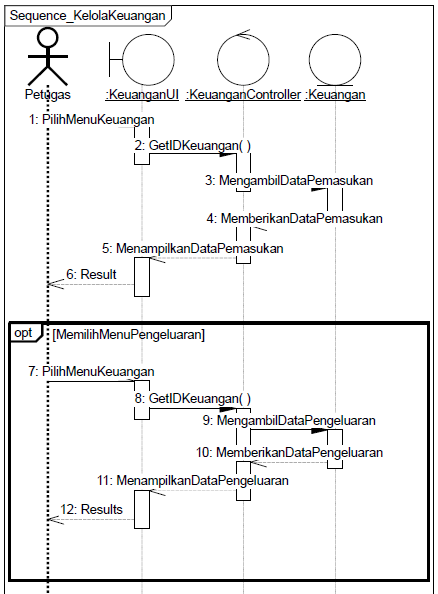 Sequence_KelolaKeuangan
Petugas :KeuanganUI :KeuanganController :Keuangan
1: PilihMenuKeuangan
2: GetIDKeuangan( )
3: MengambilDataPemasukan
4: MemberikanDataPemasukan
5: MenampilkanDataPemasukan
6: Result
opt [MemilihMenuPengeluaran]
7: PilihMenuKeuangan
8: GetIDKeuangan( )
9: MengambilDataPengeluaran
10: MemberikanDataPengeluaran
11: MenampilkanDataPengeluaran
12: Results